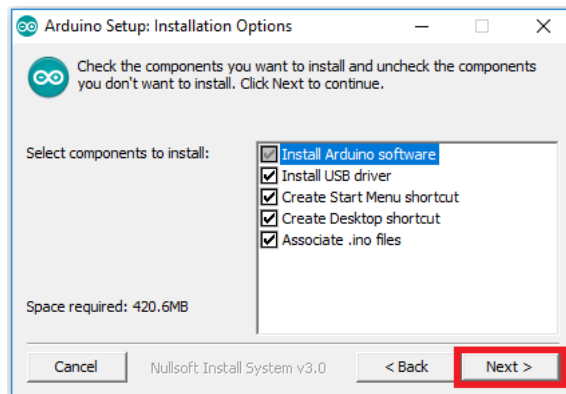 Arduino Setup: Installation Options
Check the components you want to install and uncheck the components
you don't want to install. Click Next to continue.
Select components to install:
Install Arduino software
Install USB driver
Create Start Menu shortcut
Create Desktop shortcut
Associate .ino files
Space required: 420.6MB
Cancel
Nullsoft Install System v3.0
< Back
Next >